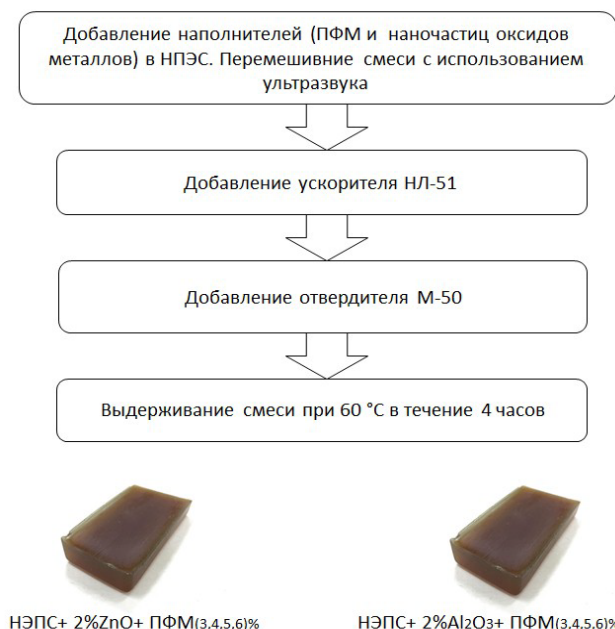 Добавление наполнителей (ПФМ и наночастиц оксидов
металлов) в НПЭС. Перемешивние смеси с использованием
ультразвука
Добавление ускорителя НЛ-51
Добавление отвердителя М-50
Выдерживание смеси при 60 °С в течение 4 часов
НЭПС+ 2%ZnO+ ПФМ(3,4,5,6)%
НЭПС+ 2%Al2O3+ ПФМ(3,4,5,6)%